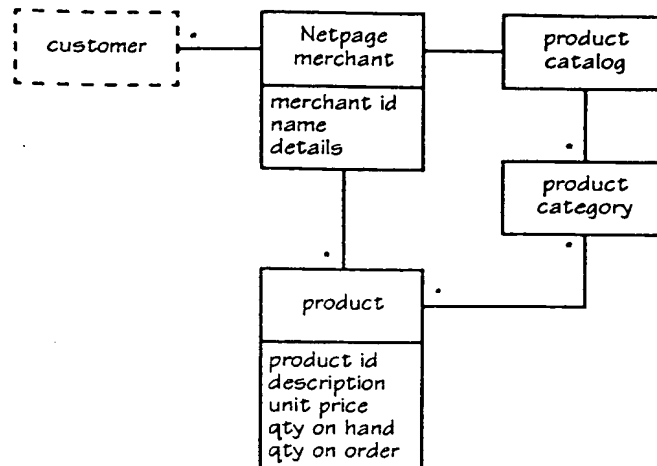 customer
Netpage
merchant
merchant id
name
details
product
catalog
product
category
product
product id
description
unit price
qty on hand
qty on order